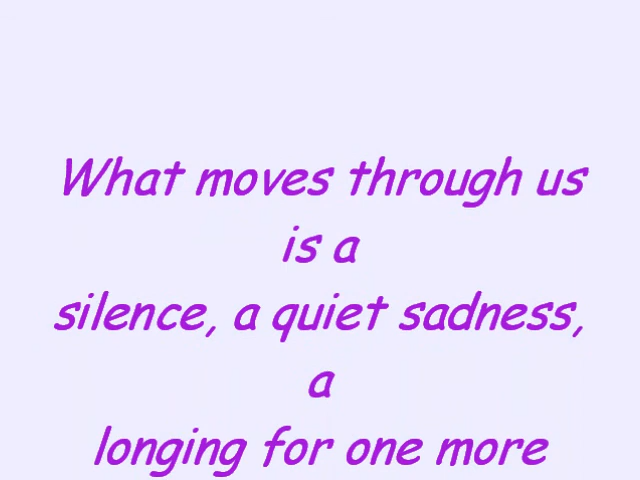 What moves through us
is a
silence, a quiet sadness,
a
longing for one more